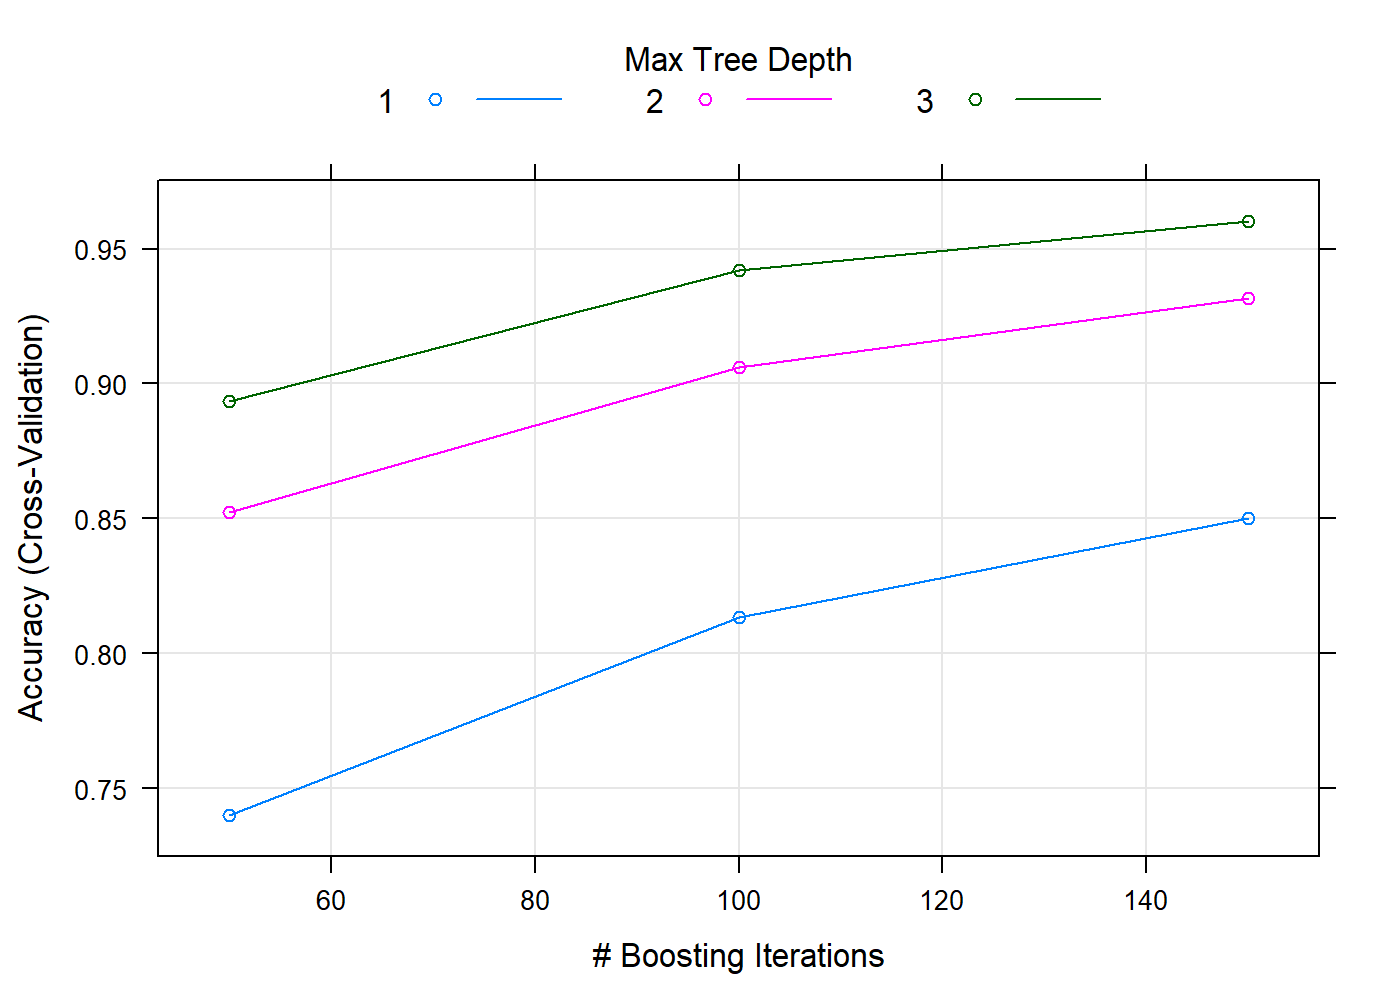 Max Tree Depth
1 2 3
0.95
0.90
0.85
0.80
0.75
Accuracy (Cross-Validation)
60 80 100 120 140
# Boosting Iterations